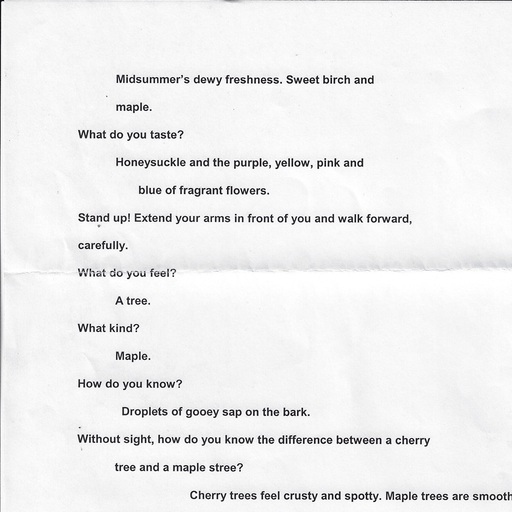 Midsummer's dewy freshness. Sweet birch and
maple.
What do you taste?
Honeysuckle and the purple, yellow, pink and
blue of fragrant flowers.
Stand up! Extend your arms in front of you and walk forward,
carefully.
What do you feel?
A tree.
What kind?
Maple.
How do you know?
Droplets of gooey sap on the bark.
Without sight, how do you know the difference between a cherry
tree and a maple stree?
Cherry trees feel crusty and spotty. Maple trees are smooth